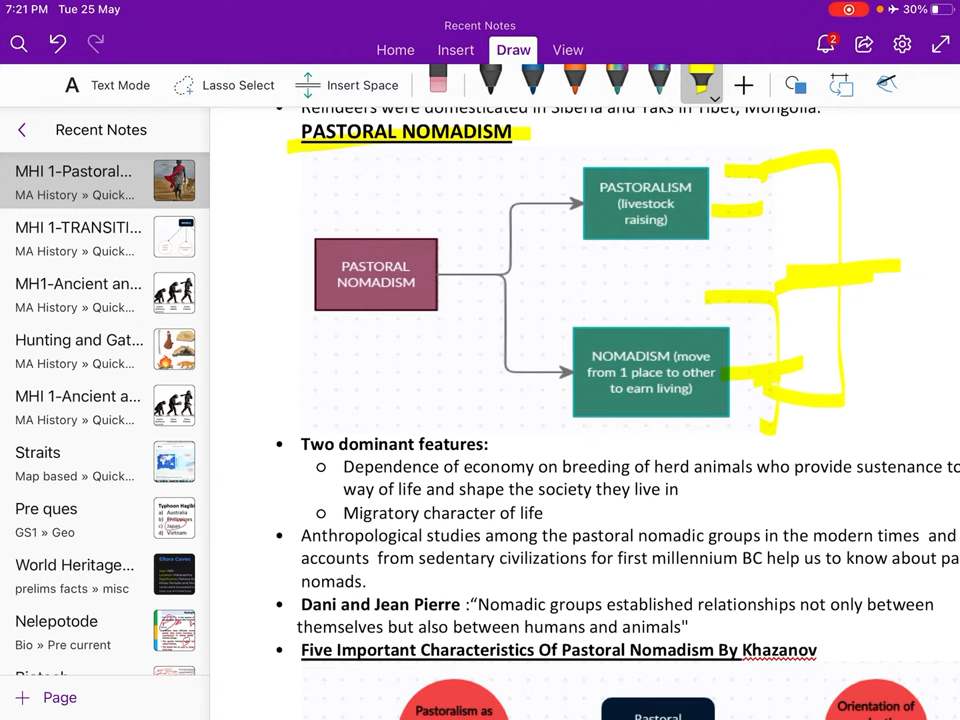 7:21 PM Tue 25 May
30%
Recent Notes
Home Insert Draw View
2
A Text Mode Lasso Select Insert Space
Recent Notes
MHI 1-Pastoral...
MA History » Quick...
MHI 1-TRANSITI...
MA History » Quick...
MH1-Ancient an...
MA History » Quick...
Hunting and Gat...
MA History » Quick...
MHI 1-Ancient a...
MA History » Quick...
Straits
Map based » Quick...
Pre ques
GS1 » Geo
Typhoon Hagibi
a) Australia
b) Philippines
c) Japan
d) Vietnam
World Heritage...
prelims facts » misc
Ellora Caves
Nelepotode
Bio » Pre current
Biotech
+ Page
Reindeers were domesticated in Siberia and Yaks in Tibet, Mongolia.
PASTORAL NOMADISM
PASTORALISM
(livestock
raising)
PASTORAL
NOMADISM
NOMADISM (move
from 1 place to other
to earn living)
• Two dominant features:
o Dependence of economy on breeding of herd animals who provide sustenance to
way of life and shape the society they live in
o Migratory character of life
• Anthropological studies among the pastoral nomadic groups in the modern times and
accounts from sedentary civilizations for first millennium BC help us to know about pa
nomads.
• Dani and Jean Pierre :“Nomadic groups established relationships not only between
themselves but also between humans and animals"
• Five Important Characteristics Of Pastoral Nomadism By Khazanov
Pastoralism as
Pastoral
Orientation of